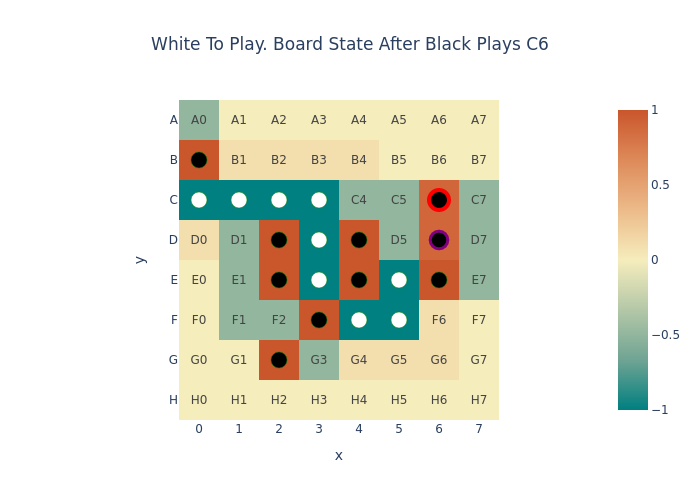 White To Play. Board State After Black Plays C6
A A0 A1 A2 A3 A4 A5 A6 A7
B B1 B2 B3 B4 B5 B6 B7
C C4 C5 C7
D D0 D1 D5 D7
E E0 E1 E7
F F0 F1 F2 F6 F7
G G0 G1 G3 G4 G5 G6 G7
H H0 H1 H2 H3 H4 H5 H6 H7
0 1 2 3 4 5 6 7
x
y
1
0.5
0
−0.5
−1